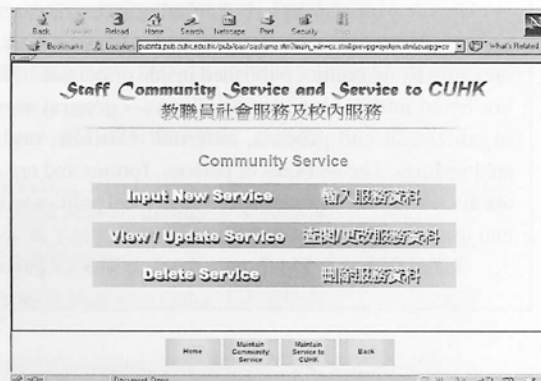 Back Reload Home Search Netscape Print Security
Bookmarks Location What's Related
Staff Community Service and Service to CUHK
教職員社會服務及校內服務
Community Service
Input New Service 輸入服務資料
View / Update Service 查閱/更改服務資料
Delete Service 刪除服務資料
Home Maintain Community Service Maintain Service to CUHK Back
Document: Done